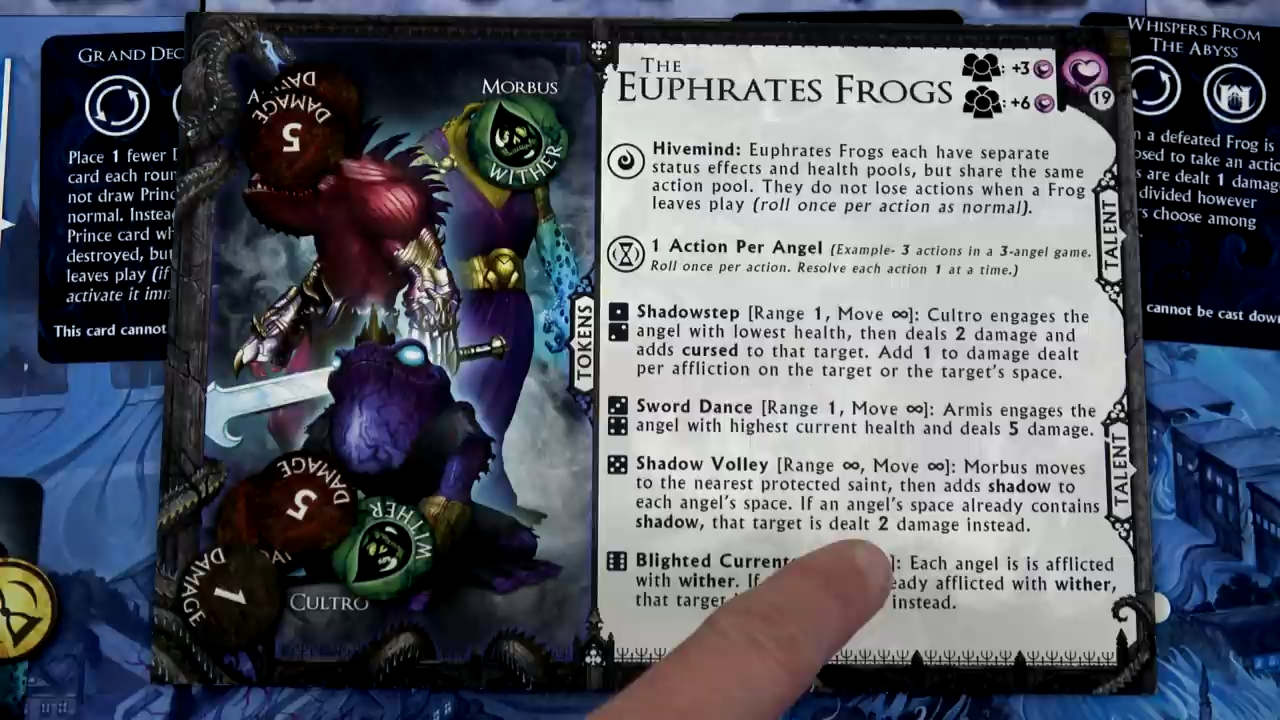 GRAND DEC
Place 1 fewer
card each roun
not draw Princ
normal. Instea
Prince card wh
destroyed, but
leaves play (if
activate it imm
This card cannot
DAMAGE
5
MORBUS
WITHER
TOKENS
DAMAGE
5
WITHER
DAMAGE
1
CULTRO
THE
EUPHRATES FROGS
: +3
: +6
19
Hivemind: Euphrates Frogs each have separate
status effects and health pools, but share the same
action pool. They do not lose actions when a Frog
leaves play (roll once per action as normal).
1 Action Per Angel (Example- 3 actions in a 3-angel game.
Roll once per action. Resolve each action 1 at a time.)
Shadowstep [Range 1, Move ∞]: Cultro engages the
angel with lowest health, then deals 2 damage and
adds cursed to that target. Add 1 to damage dealt
per affliction on the target or the target's space.
Sword Dance [Range 1, Move ∞]: Armis engages the
angel with highest current health and deals 5 damage.
Shadow Volley [Range ∞, Move ∞]: Morbus moves
to the nearest protected saint, then adds shadow to
each angel's space. If an angel's space already contains
shadow, that target is dealt 2 damage instead.
Blighted Current ]: Each angel is is afflicted
with wither. If eady afflicted with wither,
that target instead.
TALENT
TALENT
WHISPERS FROM
THE ABYSS
n a defeated Frog is
osed to take an actio
s are dealt 1 damag
divided however
rs choose among
cannot be cast down